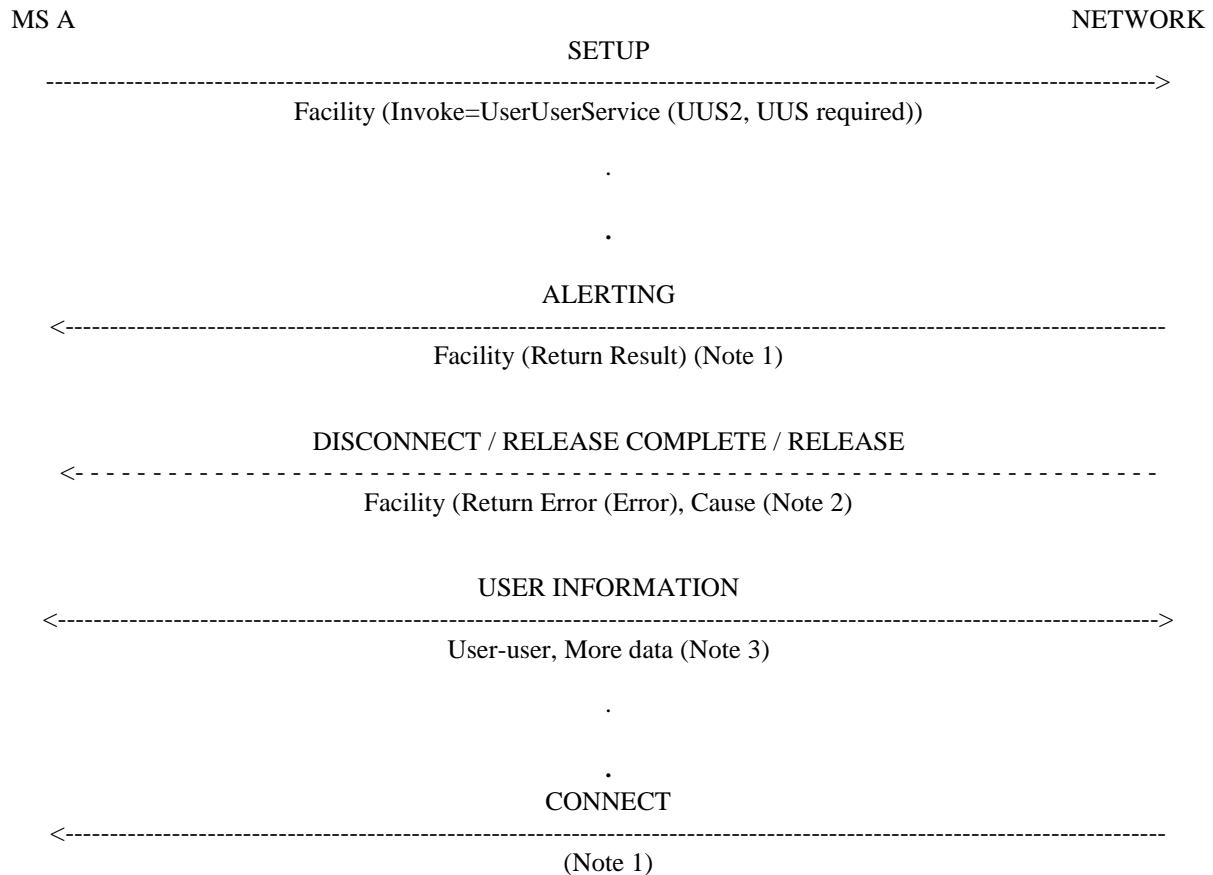 MS A NETWORK
SETUP
-------------------------------------------------------------------------------------------------------------------------------->
Facility (Invoke=UserUserService (UUS2, UUS required))
.
.
ALERTING
<--------------------------------------------------------------------------------------------------------------------------------
Facility (Return Result) (Note 1)
DISCONNECT / RELEASE COMPLETE / RELEASE
<- - - - - - - - - - - - - - - - - - - - - - - - - - - - - - - - - - - - - - - - - - - - - - - - - - - - - - - - - -
Facility (Return Error (Error), Cause (Note 2)
USER INFORMATION
<------------------------------------------------------------------------------------------------------------------------------->
User-user, More data (Note 3)
.
.
CONNECT
<--------------------------------------------------------------------------------------------------------------------------------
(Note 1)